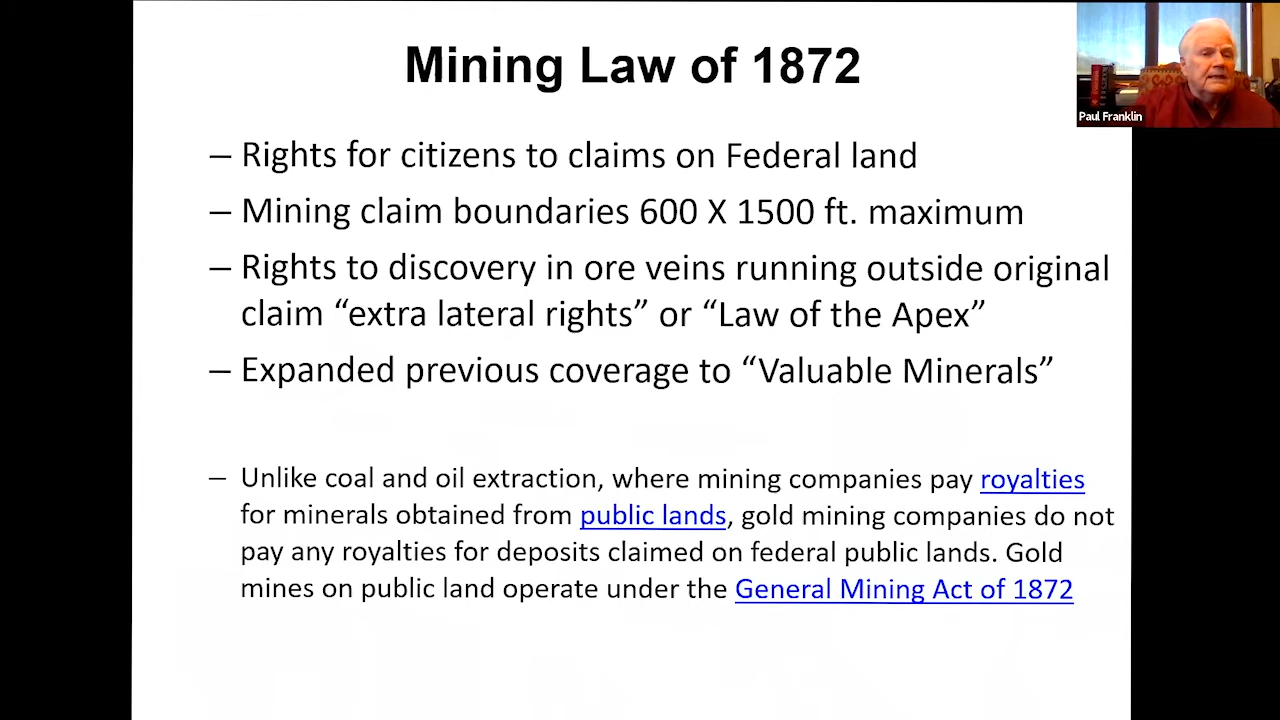 Mining Law of 1872
Paul Franklin
– Rights for citizens to claims on Federal land
– Mining claim boundaries 600 X 1500 ft. maximum
– Rights to discovery in ore veins running outside original
claim “extra lateral rights” or “Law of the Apex”
– Expanded previous coverage to “Valuable Minerals”
– Unlike coal and oil extraction, where mining companies pay royalties
for minerals obtained from public lands, gold mining companies do not
pay any royalties for deposits claimed on federal public lands. Gold
mines on public land operate under the General Mining Act of 1872